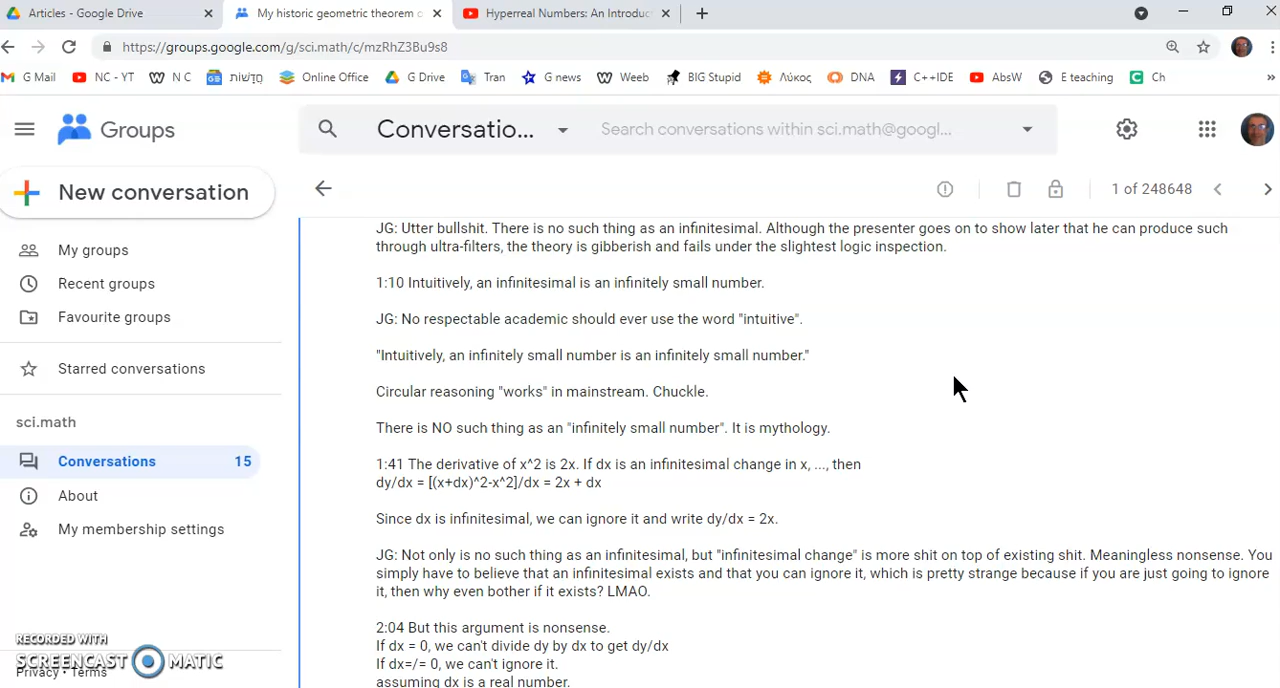 Articles - Google Drive
My historic geometric theorem o
Hyperreal Numbers: An Introduct
https://groups.google.com/g/sci.math/c/mzRhZ3Bu9s8
G Mail
NC - YT
N C
חֲדָשׁוֹת
Online Office
G Drive
Tran
G news
Weeb
BIG Stupid
Λύκος
DNA
C++IDE
AbsW
E teaching
Ch
»
Groups
Conversatio...
Search conversations within sci.math@googl...
New conversation
1 of 248648
My groups
Recent groups
Favourite groups
Starred conversations
sci.math
Conversations 15
About
My membership settings
JG: Utter bullshit. There is no such thing as an infinitesimal. Although the presenter goes on to show later that he can produce such
through ultra-filters, the theory is gibberish and fails under the slightest logic inspection.
1:10 Intuitively, an infinitesimal is an infinitely small number.
JG: No respectable academic should ever use the word "intuitive".
"Intuitively, an infinitely small number is an infinitely small number."
Circular reasoning "works" in mainstream. Chuckle.
There is NO such thing as an "infinitely small number". It is mythology.
1:41 The derivative of x^2 is 2x. If dx is an infinitesimal change in x, ..., then
dy/dx = [(x+dx)^2-x^2]/dx = 2x + dx
Since dx is infinitesimal, we can ignore it and write dy/dx = 2x.
JG: Not only is no such thing as an infinitesimal, but "infinitesimal change" is more shit on top of existing shit. Meaningless nonsense. You
simply have to believe that an infinitesimal exists and that you can ignore it, which is pretty strange because if you are just going to ignore
it, then why even bother if it exists? LMAO.
2:04 But this argument is nonsense.
If dx = 0, we can't divide dy by dx to get dy/dx
If dx=/= 0, we can't ignore it.
assuming dx is a real number.
RECORDED WITH
SCREENCAST MATIC
Privacy • Terms